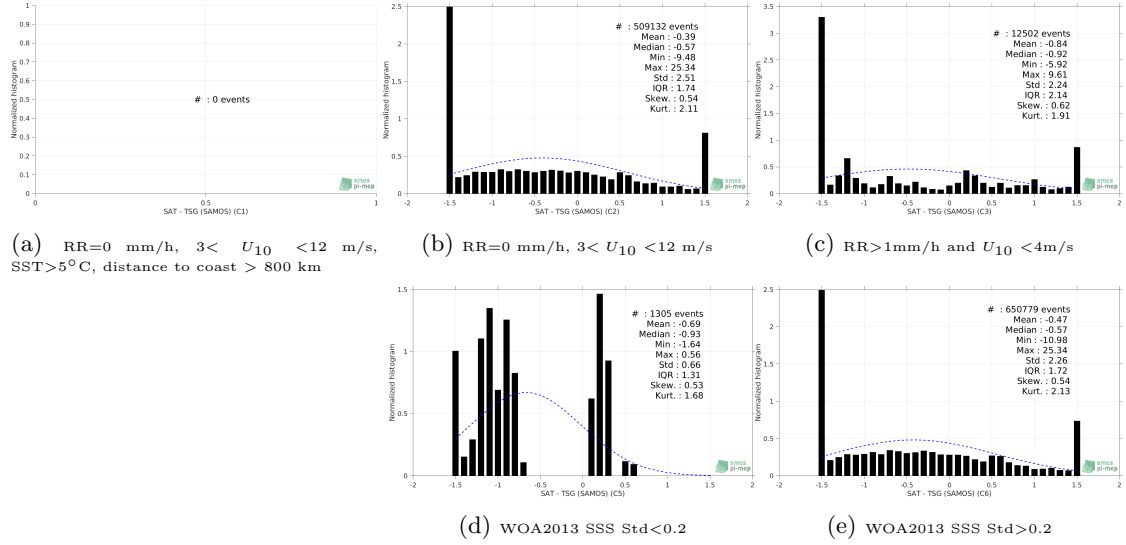 1
0.9
0.8
0.7
0.6
0.5
0.4
0.3
0.2
0.1
0
Normalized histogram
# : 0 events
smos
pi-mep
0 0.5 1
SAT - TSG (SAMOS) (C1)
(a) RR=0 mm/h, 3< U10 <12 m/s,
SST>5°C, distance to coast > 800 km
2.5
2
1.5
1
0.5
0
Normalized histogram
# : 509132 events
Mean : -0.39
Median : -0.57
Min : -9.48
Max : 25.34
Std : 2.51
IQR : 1.74
Skew. : 0.54
Kurt. : 2.11
smos
pi-mep
-2 -1.5 -1 -0.5 0 0.5 1 1.5 2
SAT - TSG (SAMOS) (C2)
(b) RR=0 mm/h, 3< U10 <12 m/s
3.5
3
2.5
2
1.5
1
0.5
0
Normalized histogram
# : 12502 events
Mean : -0.84
Median : -0.92
Min : -5.92
Max : 9.61
Std : 2.24
IQR : 2.14
Skew. : 0.62
Kurt. : 1.91
smos
pi-mep
-2 -1.5 -1 -0.5 0 0.5 1 1.5 2
SAT - TSG (SAMOS) (C3)
(c) RR>1mm/h and U10 <4m/s
1.5
1
0.5
0
Normalized histogram
# : 1305 events
Mean : -0.69
Median : -0.93
Min : -1.64
Max : 0.56
Std : 0.66
IQR : 1.31
Skew. : 0.53
Kurt. : 1.68
smos
pi-mep
-2 -1.5 -1 -0.5 0 0.5 1 1.5 2
SAT - TSG (SAMOS) (C5)
(d) WOA2013 SSS Std<0.2
2.5
2
1.5
1
0.5
0
Normalized histogram
# : 650779 events
Mean : -0.47
Median : -0.57
Min : -10.98
Max : 25.34
Std : 2.26
IQR : 1.72
Skew. : 0.54
Kurt. : 2.13
smos
pi-mep
-2 -1.5 -1 -0.5 0 0.5 1 1.5 2
SAT - TSG (SAMOS) (C6)
(e) WOA2013 SSS Std>0.2